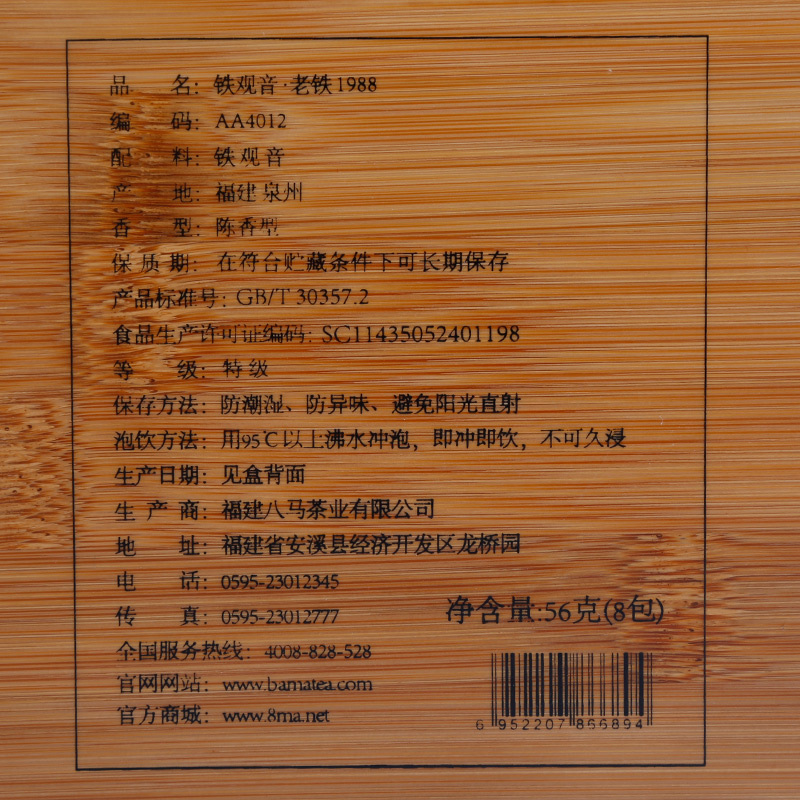 品 名：铁观音·老铁1988
编 码：AA4012
配 料：铁观音
产 地：福建 泉州
香 型：陈香型
保 质 期：在符合贮藏条件下可长期保存
产品标准号：GB/T 30357.2
食品生产许可证编码：SC11435052401198
等 级：特级
保存方法：防潮湿、防异味、避免阳光直射
泡饮方法：用95℃以上沸水冲泡，即冲即饮，不可久浸
生产日期：见盒背面
生 产 商：福建八马茶业有限公司
地 址：福建省安溪县经济开发区龙桥园
电 话：0595-23012345
传 真：0595-23012777
净含量:56克(8包)
全国服务热线：4008-828-528
官网网站：www.bamatea.com
官方商城：www.8ma.net
6 952207 866894